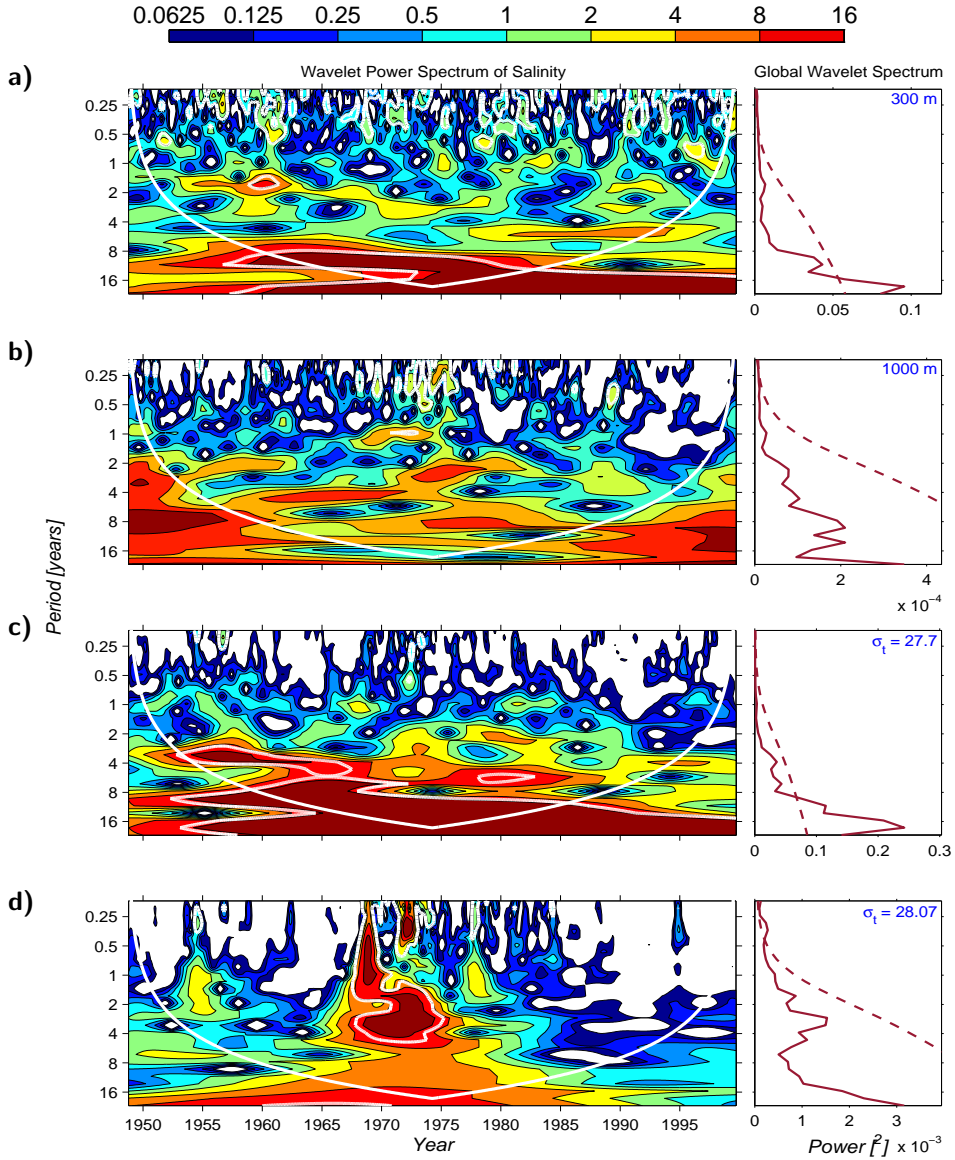 0.0625 0.125 0.25 0.5 1 2 4 8 16
a)
Wavelet Power Spectrum of Salinity
Global Wavelet Spectrum
0.25
0.5
1
2
4
8
16
300 m
0 0.05 0.1
b)
0.25
0.5
1
2
4
8
16
1000 m
0 2 4
x 10⁻⁴
Period [years]
c)
0.25
0.5
1
2
4
8
16
σt = 27.7
0 0.1 0.2 0.3
d)
0.25
0.5
1
2
4
8
16
σt = 28.07
1950 1955 1960 1965 1970 1975 1980 1985 1990 1995
Year
0 1 2 3
Power [²] x 10⁻³